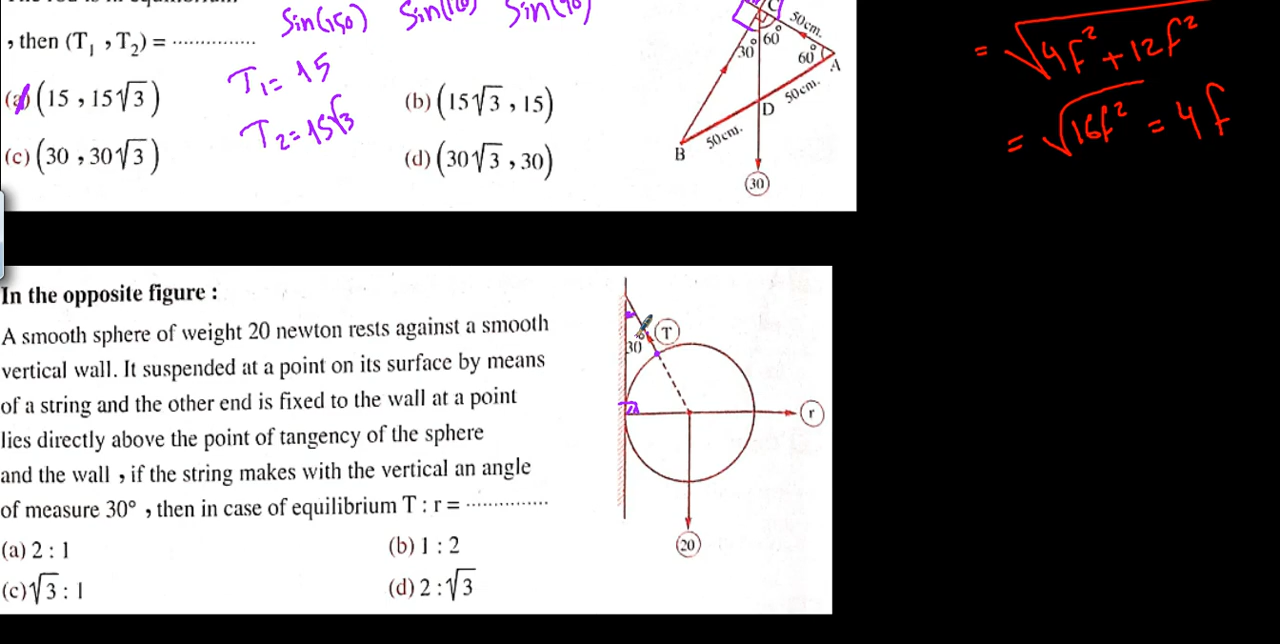 Sin(150) Sin(1 ) Sin(90)
, then (T₁ , T₂) = ..............
(a) (15 , 15√3)
T₁ = 15
T₂ = 15√3
(b) (15√3 , 15)
(c) (30 , 30√3)
(d) (30√3 , 30)
C
50cm.
30° 60°
60°
A
50cm.
D
50cm.
B
30
= √4f² + 12f²
= √16f² = 4f
In the opposite figure :
A smooth sphere of weight 20 newton rests against a smooth
vertical wall. It suspended at a point on its surface by means
of a string and the other end is fixed to the wall at a point
lies directly above the point of tangency of the sphere
and the wall , if the string makes with the vertical an angle
of measure 30° , then in case of equilibrium T : r = ..............
(a) 2 : 1
(b) 1 : 2
(c) √3 : 1
(d) 2 : √3
T
30
r
20